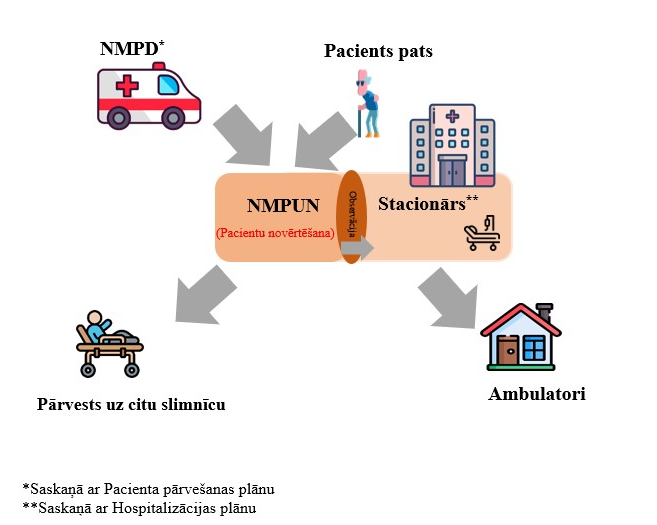 NMPD*
Pacients pats
NMPUN
(Pacientu novērtēšana)
Observācija
Stacionārs**
Pārvests uz citu slimnīcu
Ambulatori
*Saskaņā ar Pacienta pārvešanas plānu
**Saskaņā ar Hospitalizācijas plānu